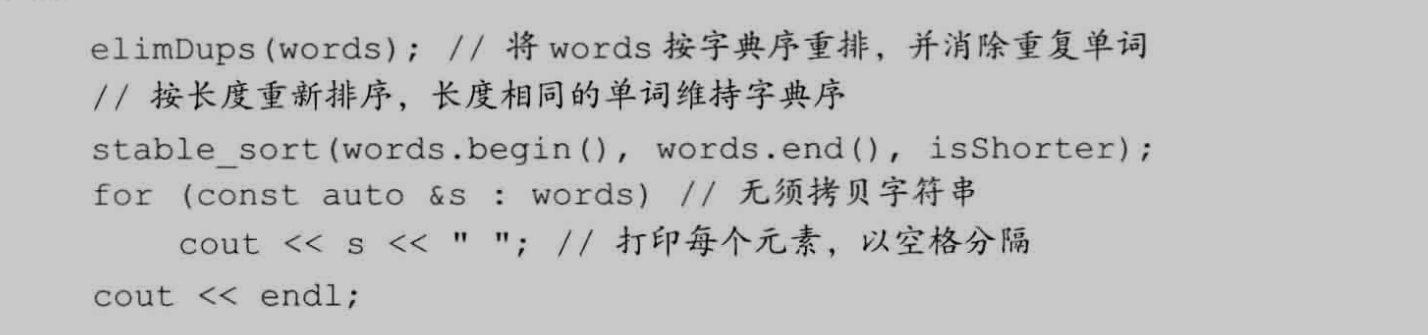 elimDups(words); // 将 words 按字典序重排，并消除重复单词
// 按长度重新排序，长度相同的单词维持字典序
stable_sort(words.begin(), words.end(), isShorter);
for (const auto &s : words) // 无须拷贝字符串
    cout << s << " "; // 打印每个元素，以空格分隔
cout << endl;